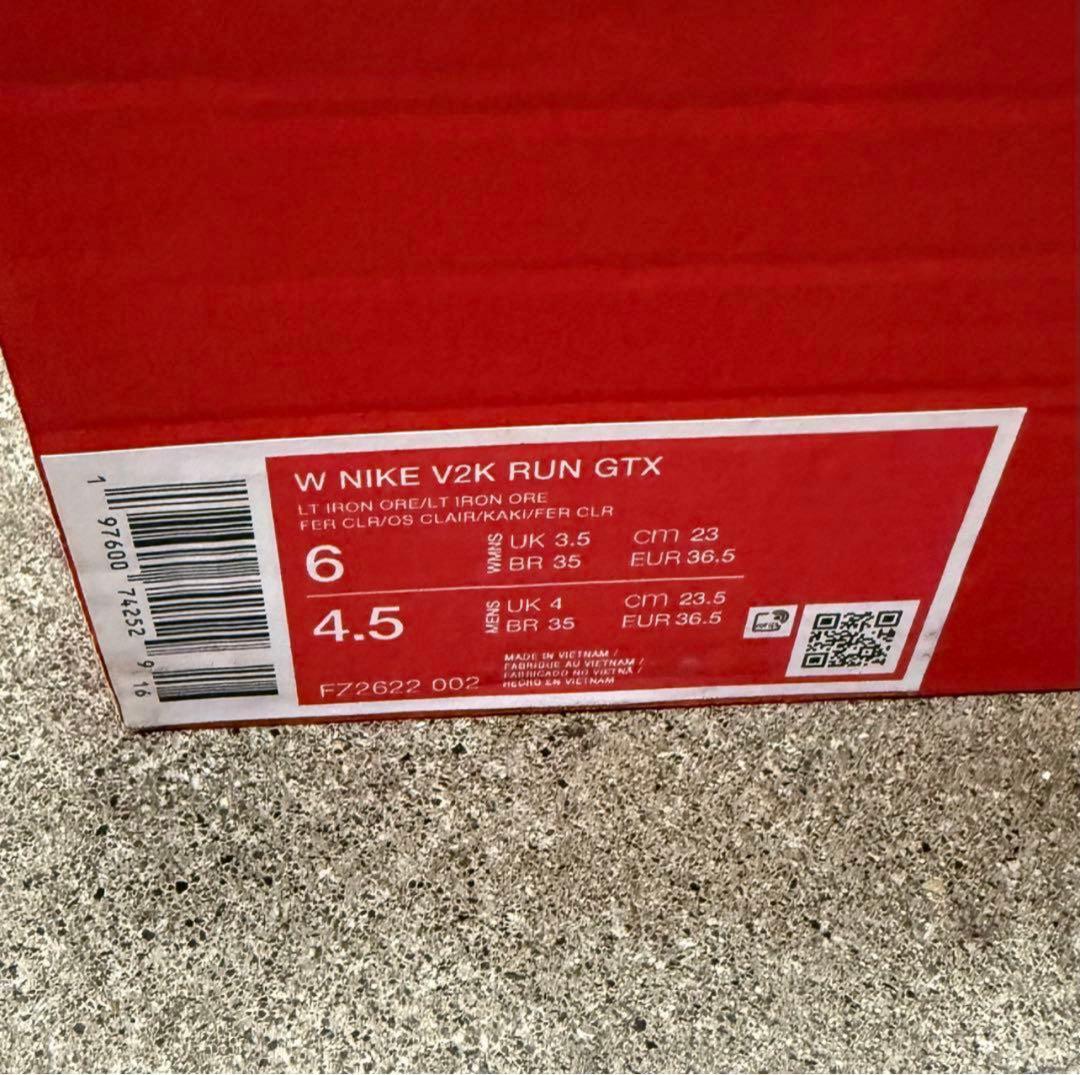 W NIKE V2K RUN GTX
LT IRON ORE/LT IRON ORE
FER CLR/OS CLAIR/KAKI/FER CLR
6
WMNS
UK 3.5
cm 23
BR 35
EUR 36.5
4.5
MENS
UK 4
cm 23.5
BR 35
EUR 36.5
MADE IN VIETNAM /
FABRIQUÉ AU VIETNAM /
FABRICADO NO VIETNÃ /
HECHO EN VIETNAM
FZ2622 002
1 97600 74252 9 16